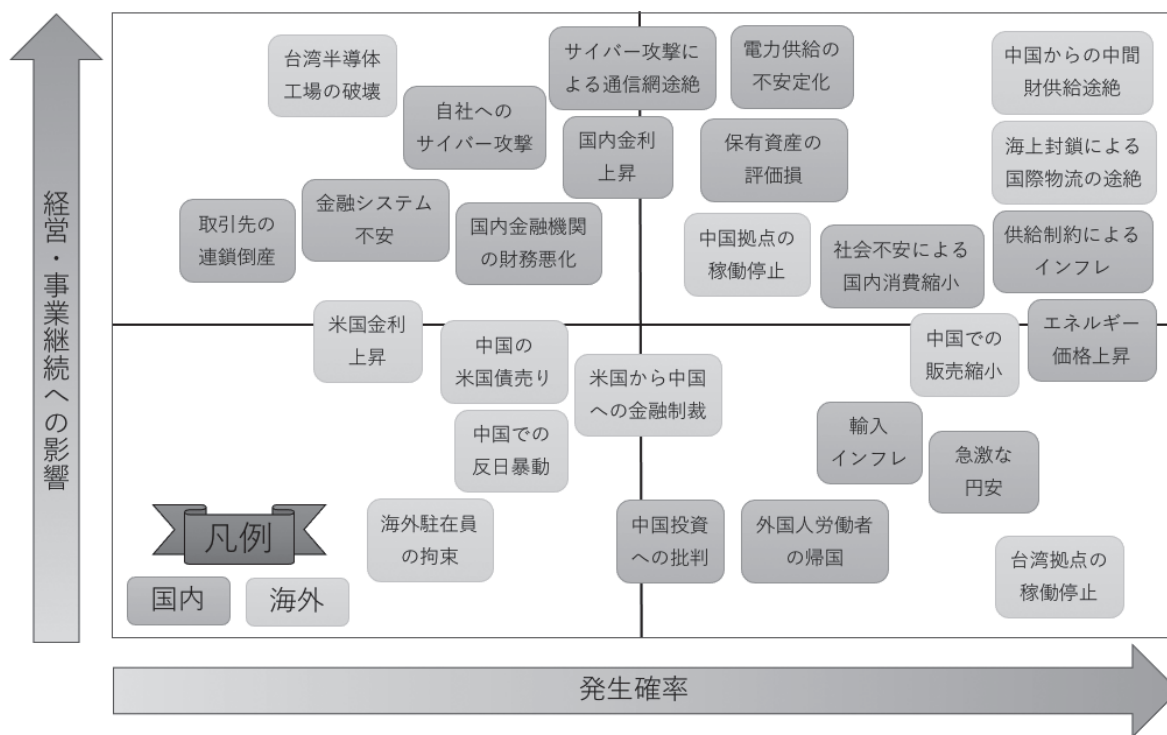 経営・事業継続への影響
台湾半導体
工場の破壊
サイバー攻撃に
よる通信網途絶
電力供給の
不安定化
中国からの中間
財供給途絶
自社への
サイバー攻撃
国内金利
上昇
保有資産の
評価損
海上封鎖による
国際物流の途絶
取引先の
連鎖倒産
金融システム
不安
国内金融機関
の財務悪化
中国拠点の
稼働停止
社会不安による
国内消費縮小
供給制約による
インフレ
米国金利
上昇
中国の
米国債売り
米国から中国
への金融制裁
中国での
販売縮小
エネルギー
価格上昇
中国での
反日暴動
輸入
インフレ
急激な
円安
凡例
国内
海外
海外駐在員
の拘束
中国投資
への批判
外国人労働者
の帰国
台湾拠点の
稼働停止
発生確率